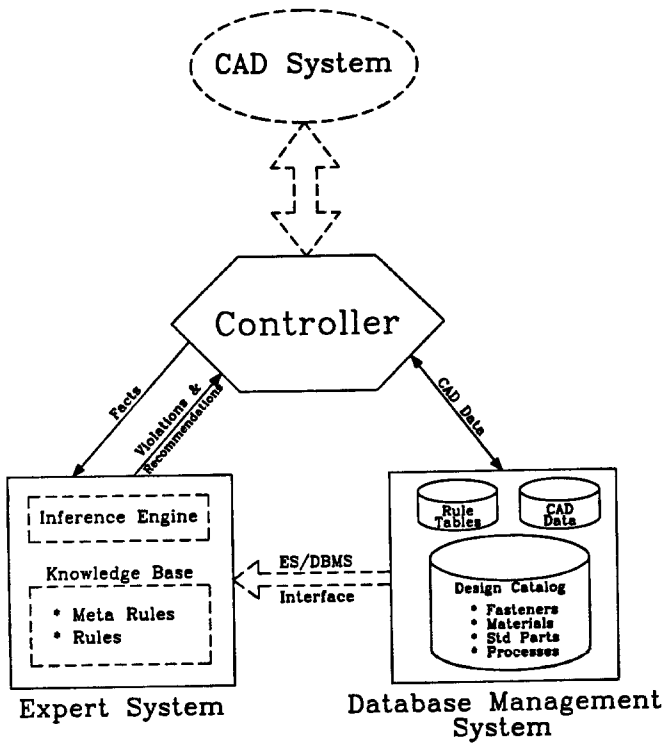 CAD System
Controller
Facts
Violations &
Recommendations
CAD Data
Inference Engine
Knowledge Base
* Meta Rules
* Rules
Expert System
ES/DBMS
Interface
Rule
Tables
CAD
Data
Design Catalog
* Fasteners
* Materials
* Std Parts
* Processes
Database Management
System